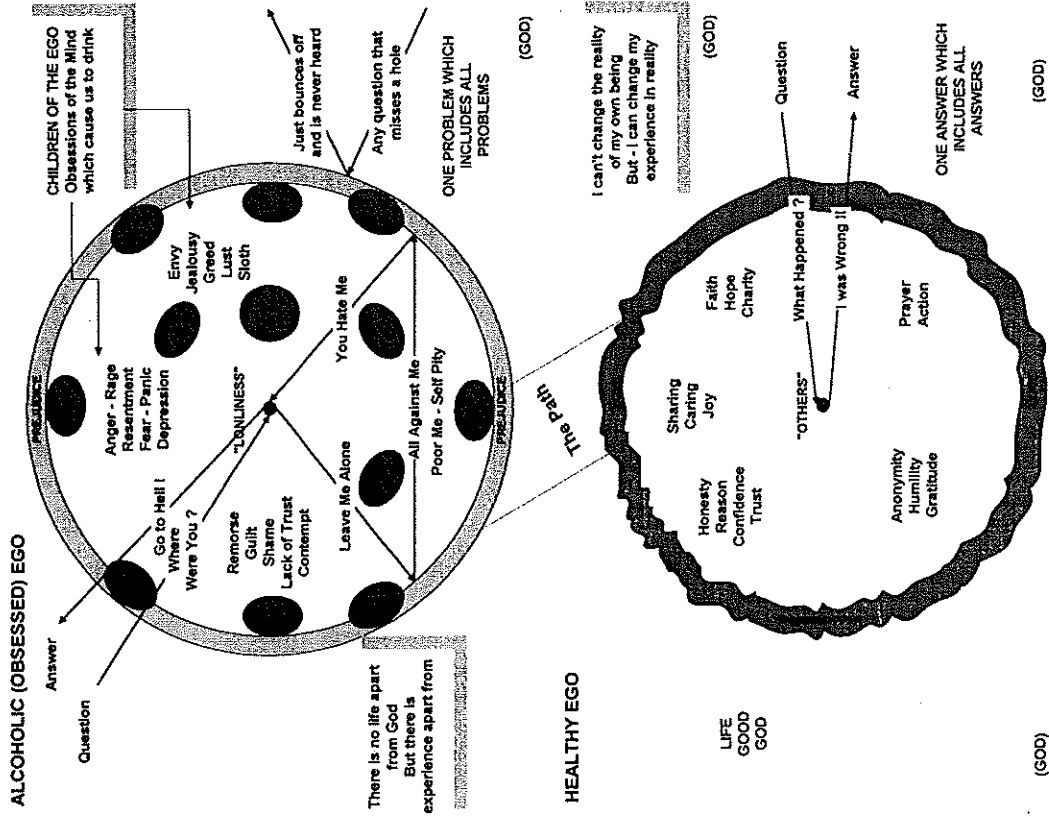 ALCOHOLIC (OBSESSED) EGO
Answer
Question
PREJUDICE
CHILDREN OF THE EGO
Obsessions of the Mind
which cause us to drink
Anger - Rage
Resentment
Fear - Panic
Depression
Envy
Jealousy
Greed
Lust
Sloth
Go to Hell !
Where
Were You ?
"LONLINESS"
Remorse
Guilt
Shame
Lack of Trust
Contempt
You Hate Me
Leave Me Alone
All Against Me
Poor Me - Self Pity
PREJUDICE
Just bounces off
and is never heard
Any question that
misses a hole
ONE PROBLEM WHICH
INCLUDES ALL
PROBLEMS
(GOD)
There is no life apart
from God
But there is
experience apart from
The Path
HEALTHY EGO
I can't change the reality
of my own being
But - I can change my
experience in reality
(GOD)
LIFE
GOOD
GOD
Honesty
Reason
Confidence
Trust
Sharing
Caring
Joy
Faith
Hope
Charity
"OTHERS"
What Happened ?
I was Wrong !!
Question
Answer
Anonymity
Humility
Gratitude
Prayer
Action
ONE ANSWER WHICH
INCLUDES ALL
ANSWERS
(GOD)
(GOD)